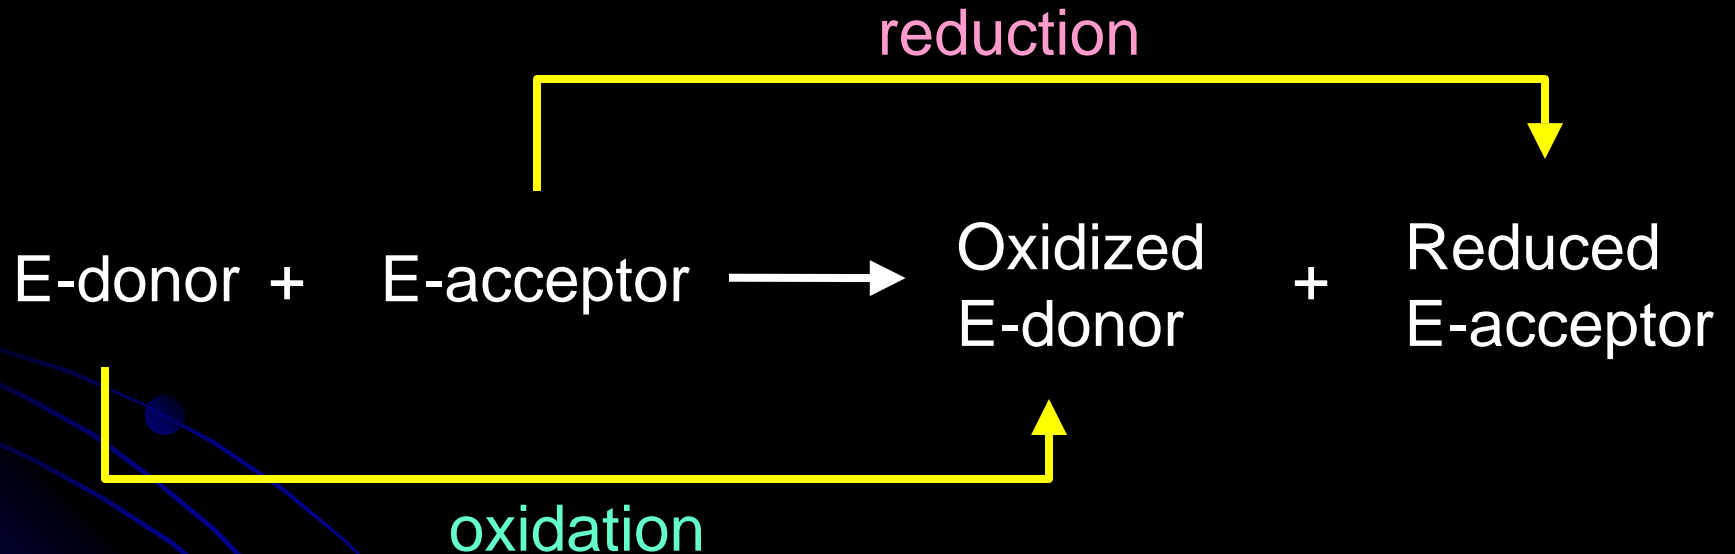 reduction
E-donor + E-acceptor
Oxidized
E-donor
+
Reduced
E-acceptor
oxidation